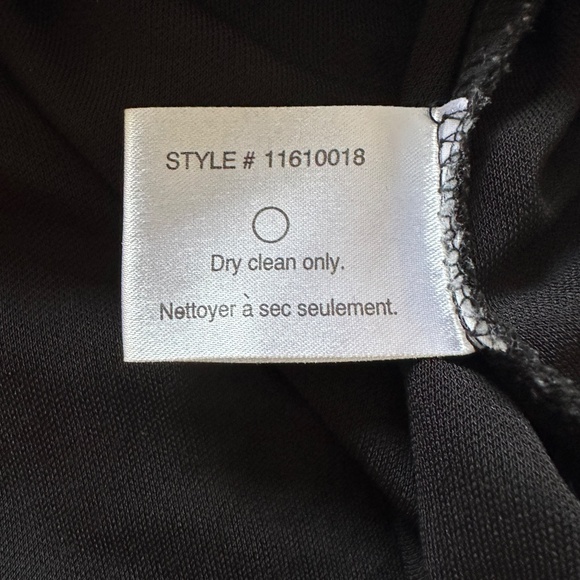 STYLE # 11610018
Dry clean only.
Nettoyer à sec seulement.